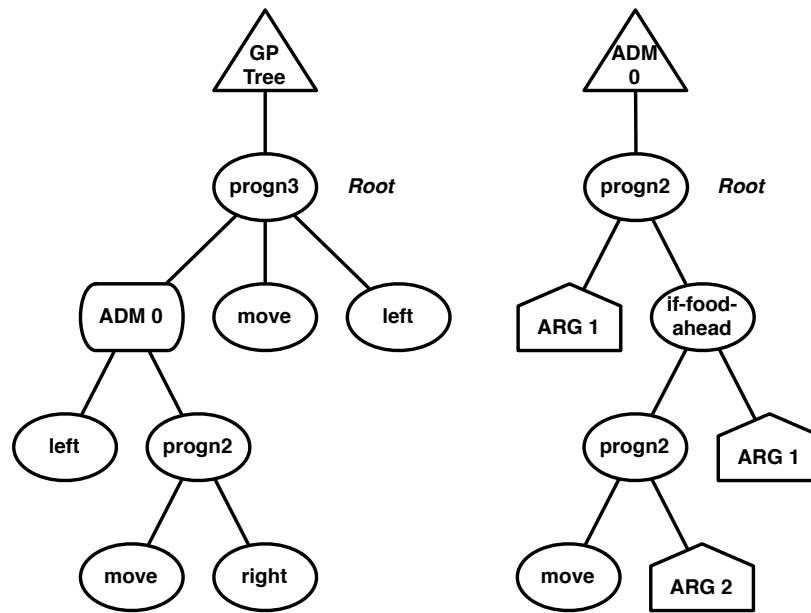 GP
Tree
ADM
0
progn3
Root
progn2
Root
ADM 0
move
left
ARG 1
if-food-
ahead
left
progn2
progn2
ARG 1
move
right
move
ARG 2